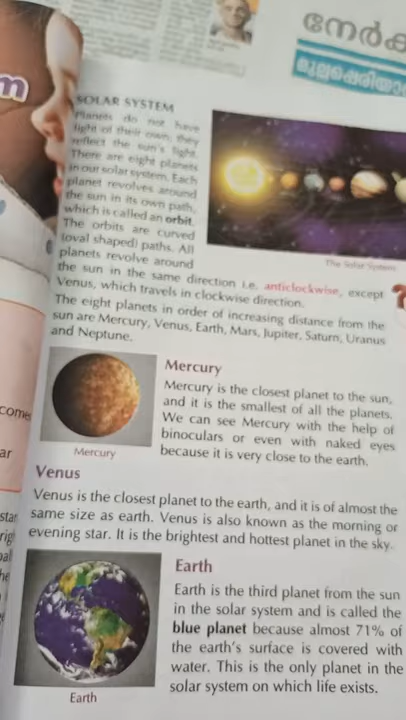 നേർക
മുല്ലപ്പെരിയാ
m
SOLAR SYSTEM
Planets do not have
light of their own, they
reflect the sun's light.
There are eight planets
in our solar system. Each
planet revolves around
the sun in its own path,
which is called an orbit.
The orbits are curved
(oval shaped) paths. All
planets revolve around
the sun in the same direction i.e. anticlockwise, except
Venus, which travels in clockwise direction.
The Solar System
?
The eight planets in order of increasing distance from the
sun are Mercury, Venus, Earth, Mars, Jupiter, Saturn, Uranus
and Neptune.
Mercury
Mercury is the closest planet to the sun,
and it is the smallest of all the planets.
We can see Mercury with the help of
binoculars or even with naked eyes
because it is very close to the earth.
Mercury
Venus
Venus is the closest planet to the earth, and it is of almost the
same size as earth. Venus is also known as the morning or
evening star. It is the brightest and hottest planet in the sky.
Earth
Earth is the third planet from the sun
in the solar system and is called the
blue planet because almost 71% of
the earth's surface is covered with
water. This is the only planet in the
solar system on which life exists.
Earth
comes
ar
star